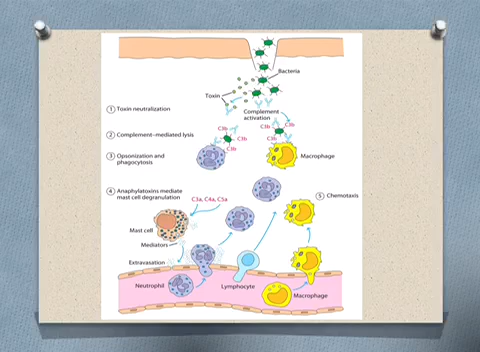 Bacteria
Toxin
① Toxin neutralization
Complement
activation
② Complement–mediated lysis
C3b
C3b
C3b
C3b
C3b
C3b
③ Opsonization and
phagocytosis
Macrophage
④ Anaphylatoxins mediate
mast cell degranulation
C3a, C4a, C5a
⑤ Chemotaxis
Mast cell
Mediators
Extravasation
Neutrophil
Lymphocyte
Macrophage